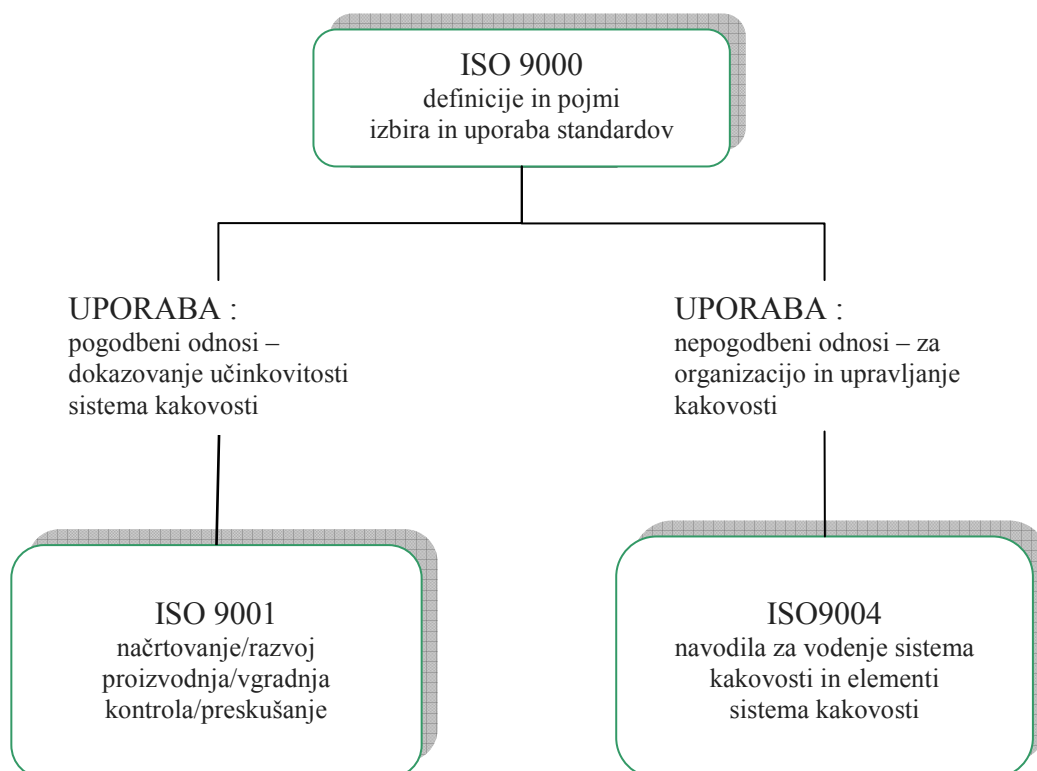 ISO 9000
definicije in pojmi
izbira in uporaba standardov
UPORABA :
pogodbeni odnosi –
dokazovanje učinkovitosti
sistema kakovosti
UPORABA :
nepogodbeni odnosi – za
organizacijo in upravljanje
kakovosti
ISO 9001
načrtovanje/razvoj
proizvodnja/vgradnja
kontrola/preskušanje
ISO9004
navodila za vodenje sistema
kakovosti in elementi
sistema kakovosti